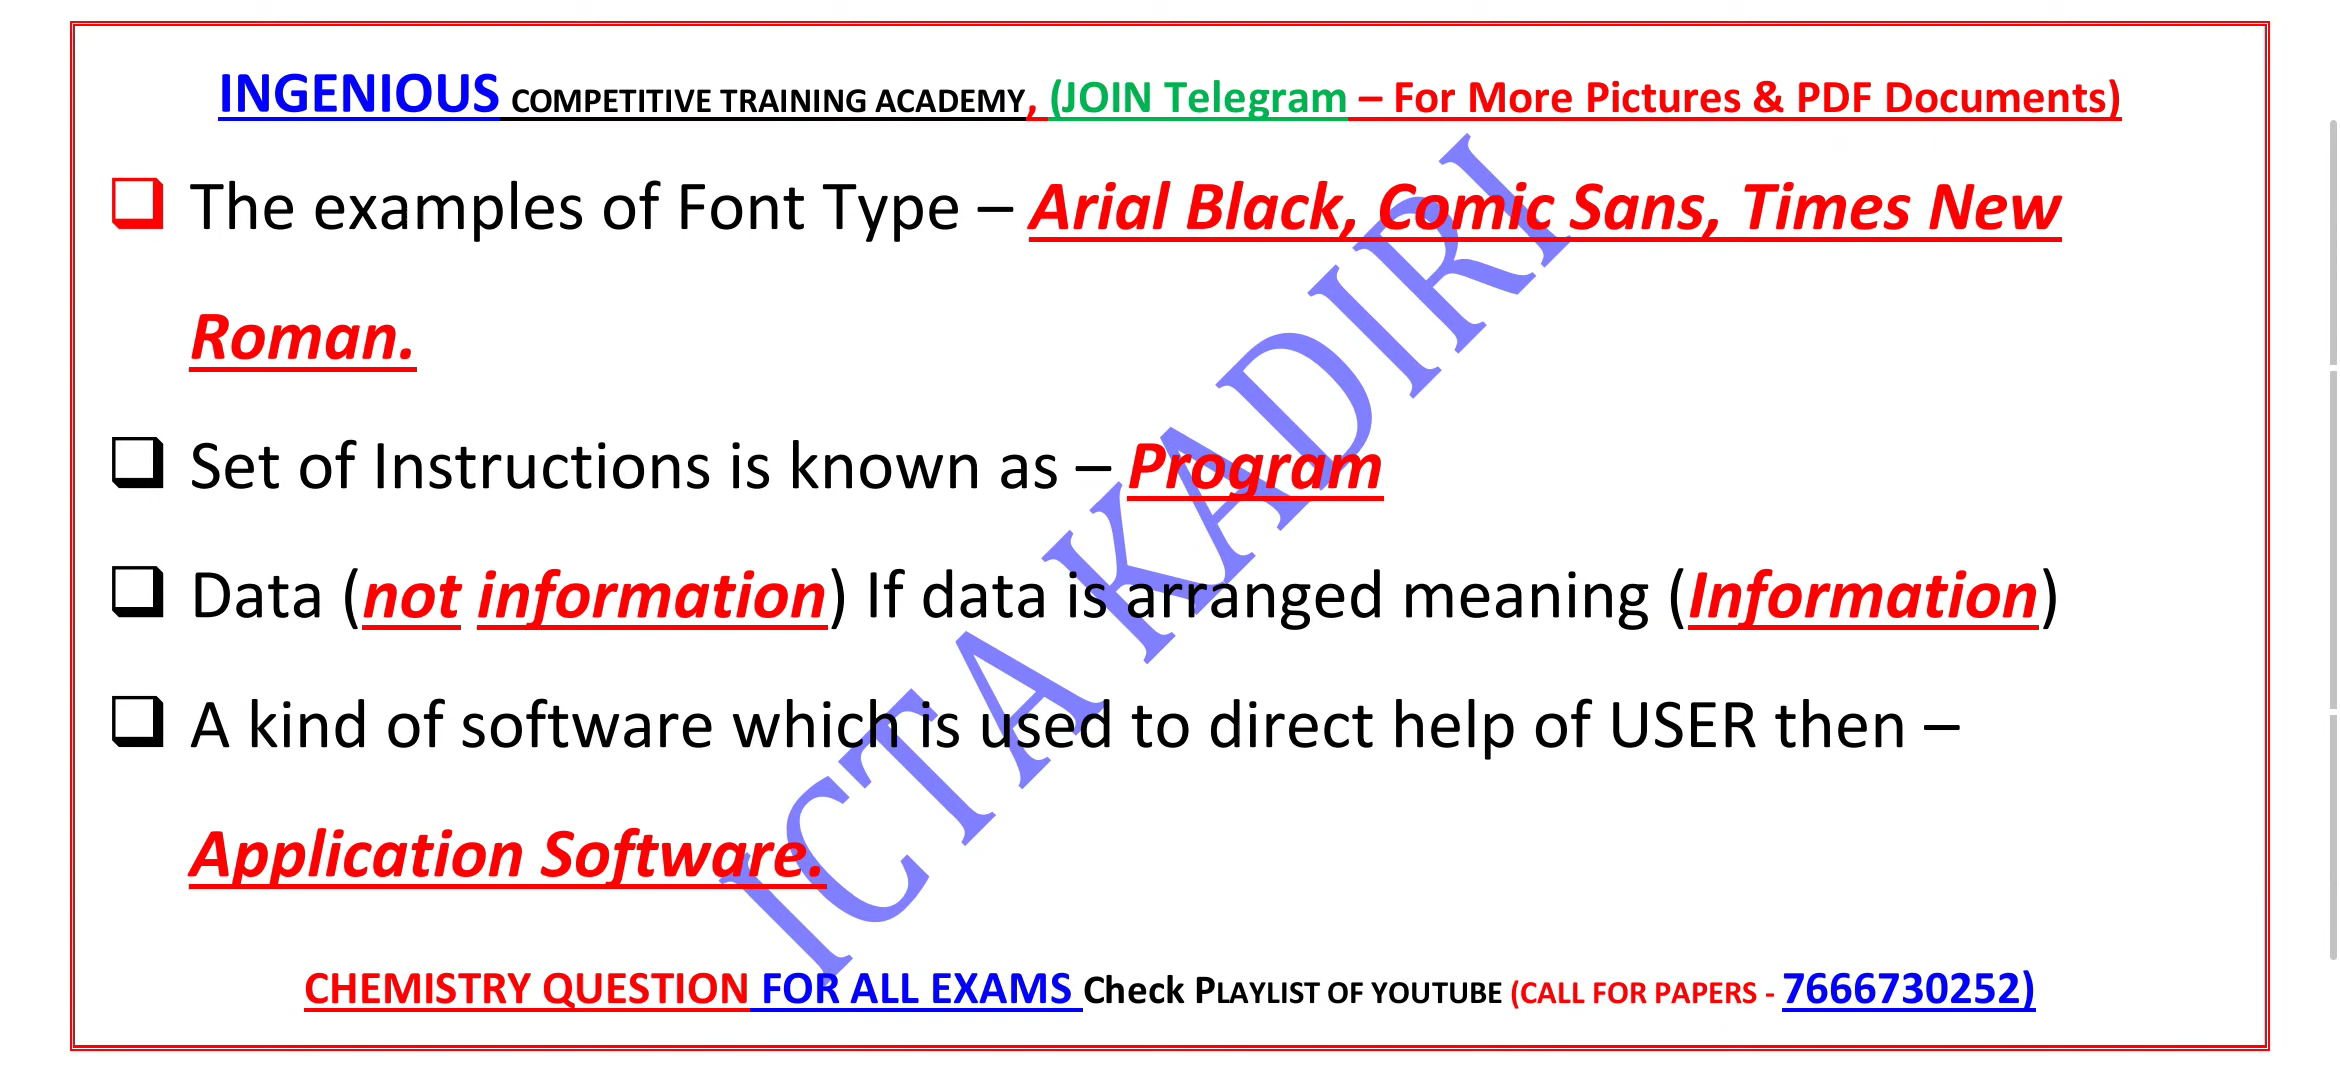 INGENIOUS COMPETITIVE TRAINING ACADEMY, (JOIN Telegram – For More Pictures & PDF Documents)
The examples of Font Type – Arial Black, Comic Sans, Times New
Roman.
Set of Instructions is known as – Program
Data (not information) If data is arranged meaning (Information)
A kind of software which is used to direct help of USER then –
Application Software.
ICTA KADIRI
CHEMISTRY QUESTION FOR ALL EXAMS Check PLAYLIST OF YOUTUBE (CALL FOR PAPERS - 7666730252)